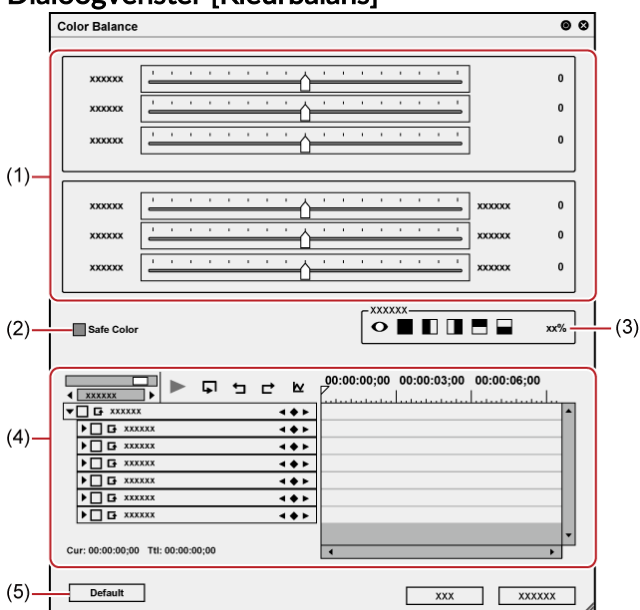 Dialoogvenster [Kleurbalans]
Color Balance
xxxxxx 0
xxxxxx 0
xxxxxx 0
(1)
xxxxxx xxxxxx 0
xxxxxx xxxxxx 0
xxxxxx xxxxxx 0
xxxxxx
(2) Safe Color xx% (3)
00:00:00;00 00:00:03;00 00:00:06;00
xxxxxx
xxxxxx
xxxxxx
(4)
xxxxxx
xxxxxx
xxxxxx
xxxxxx
xxxxxx
Cur: 00:00:00;00 Ttl: 00:00:00;00
(5) Default xxx xxxxxx